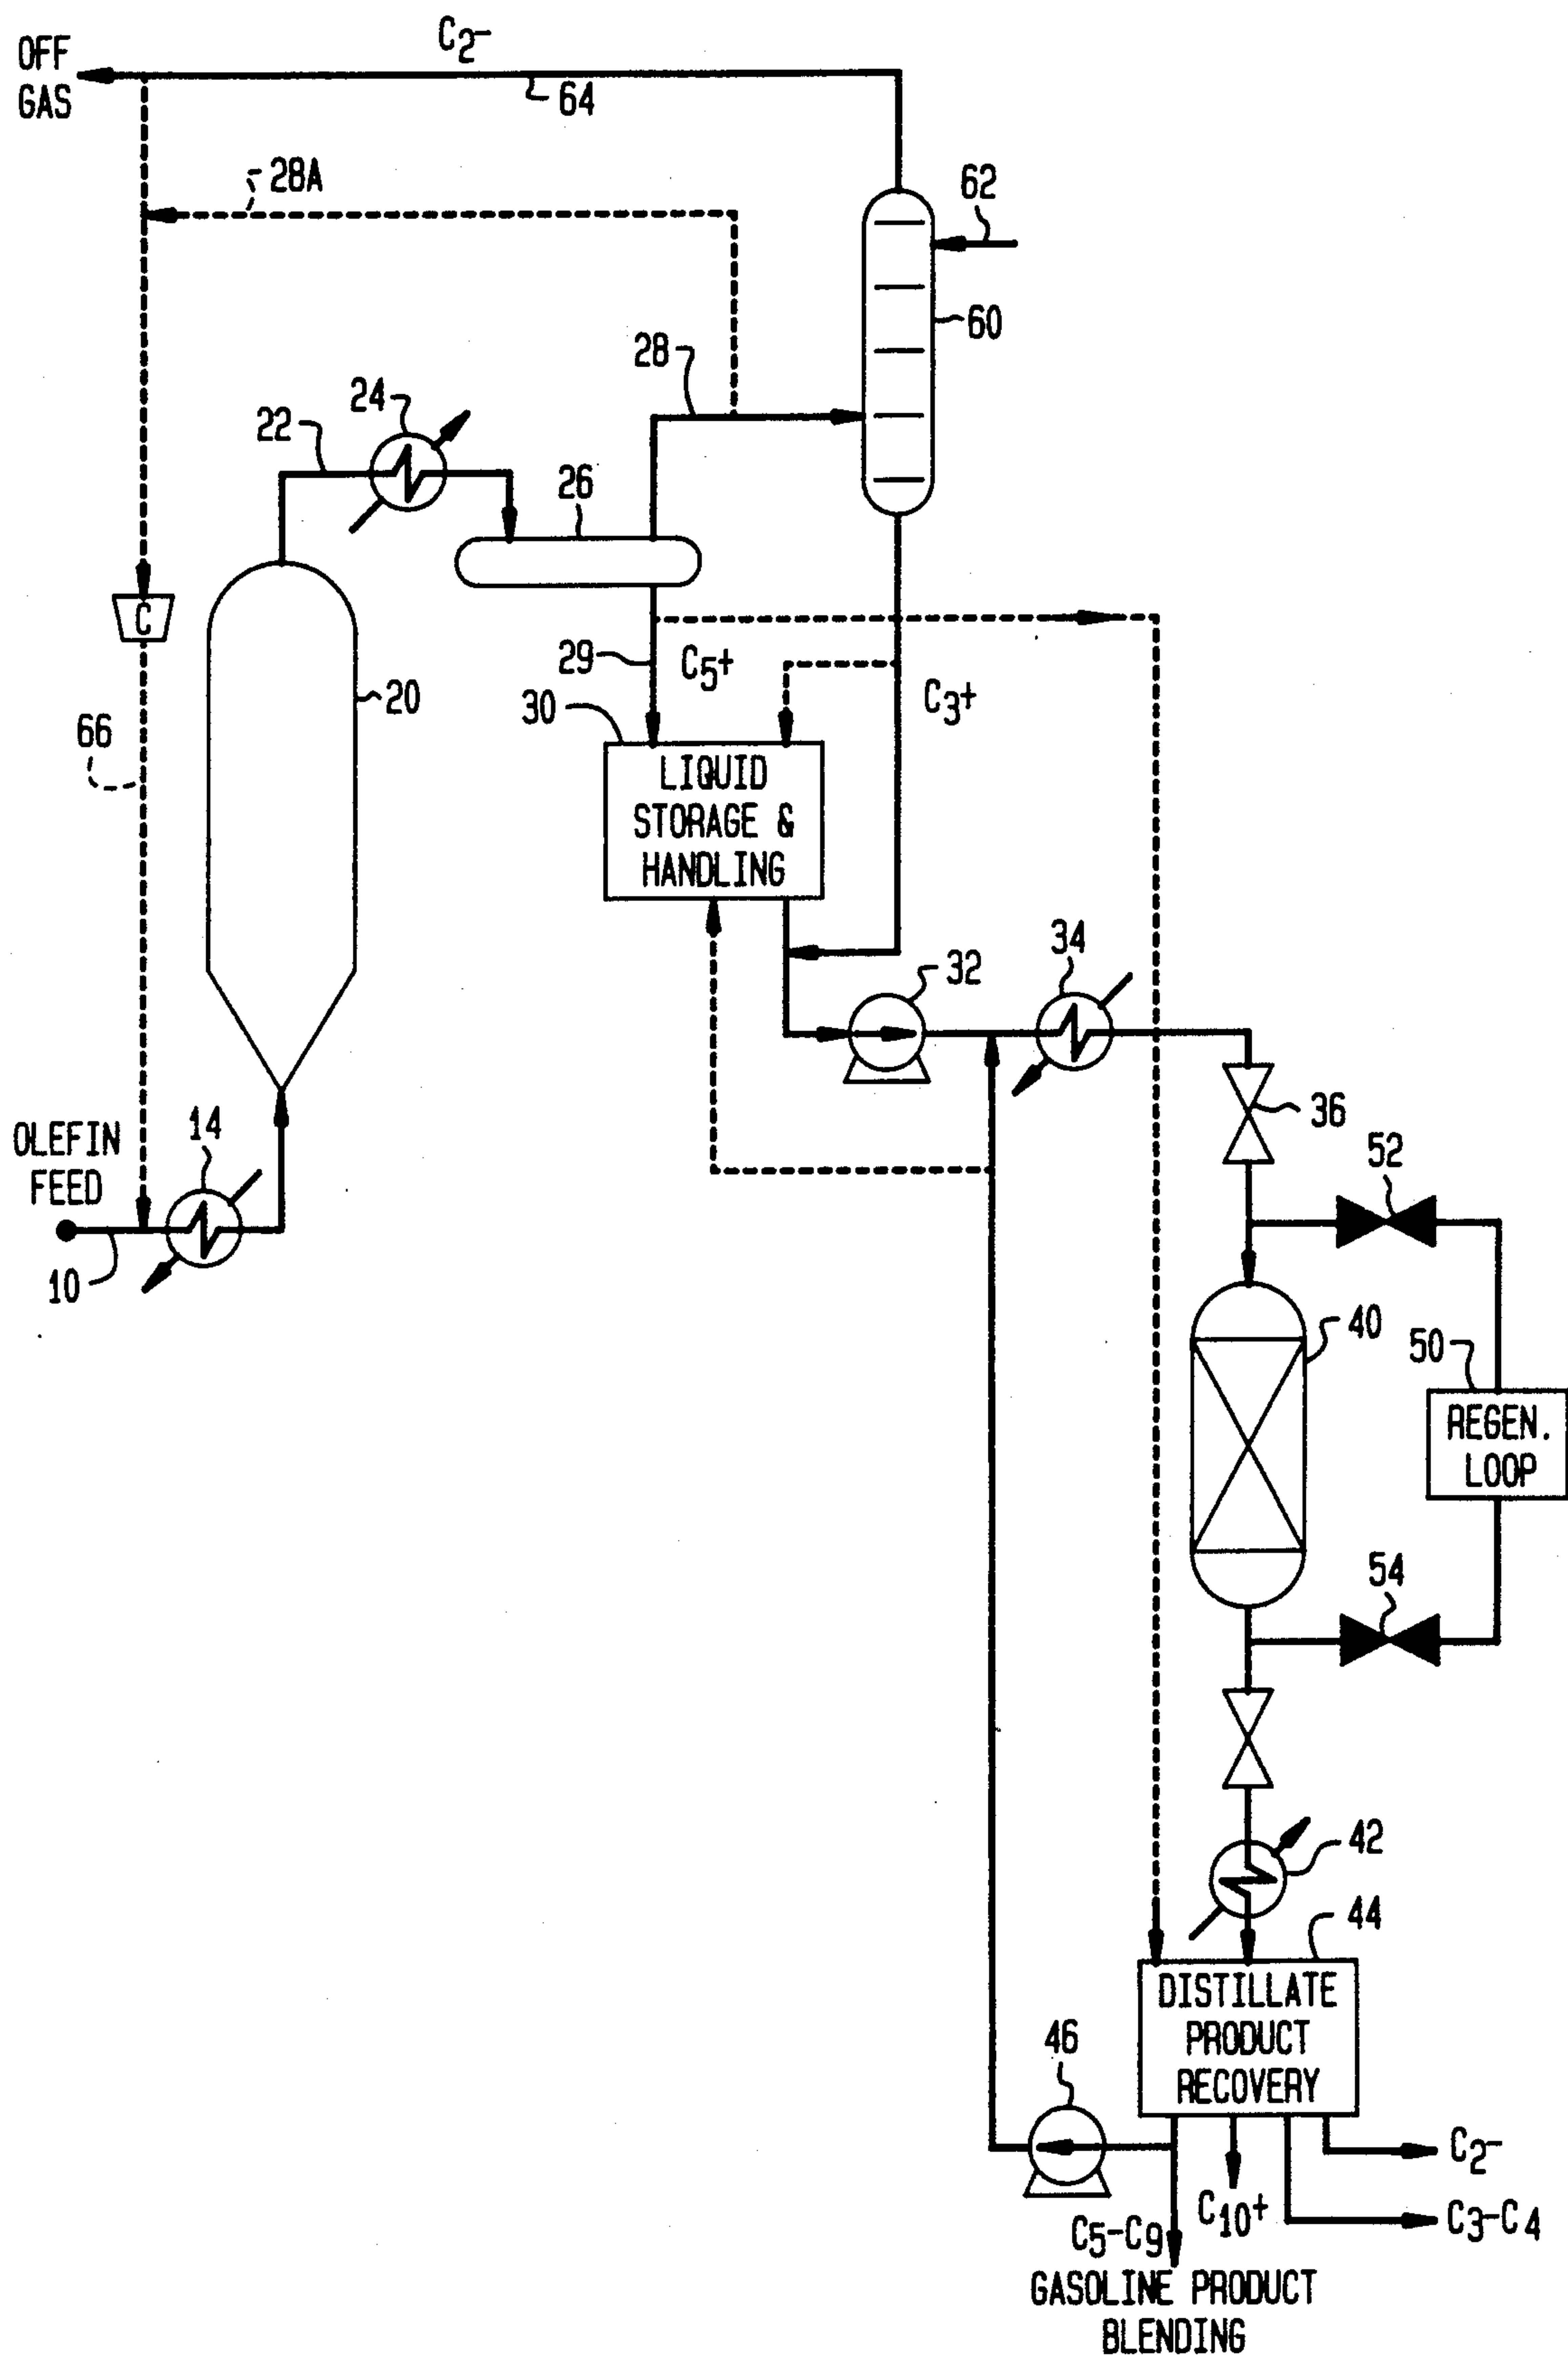 C2-
OFF
GAS
64
28A
62
60
28
24
22
26
C
20
29
C5+
C3+
66
30
LIQUID
STORAGE &
HANDLING
32
34
36
OLEFIN
FEED
14
10
52
40
50
REGEN.
LOOP
54
42
44
DISTILLATE
PRODUCT
RECOVERY
46
C2-
C10+
C3-C4
C5-C9
GASOLINE PRODUCT
BLENDING